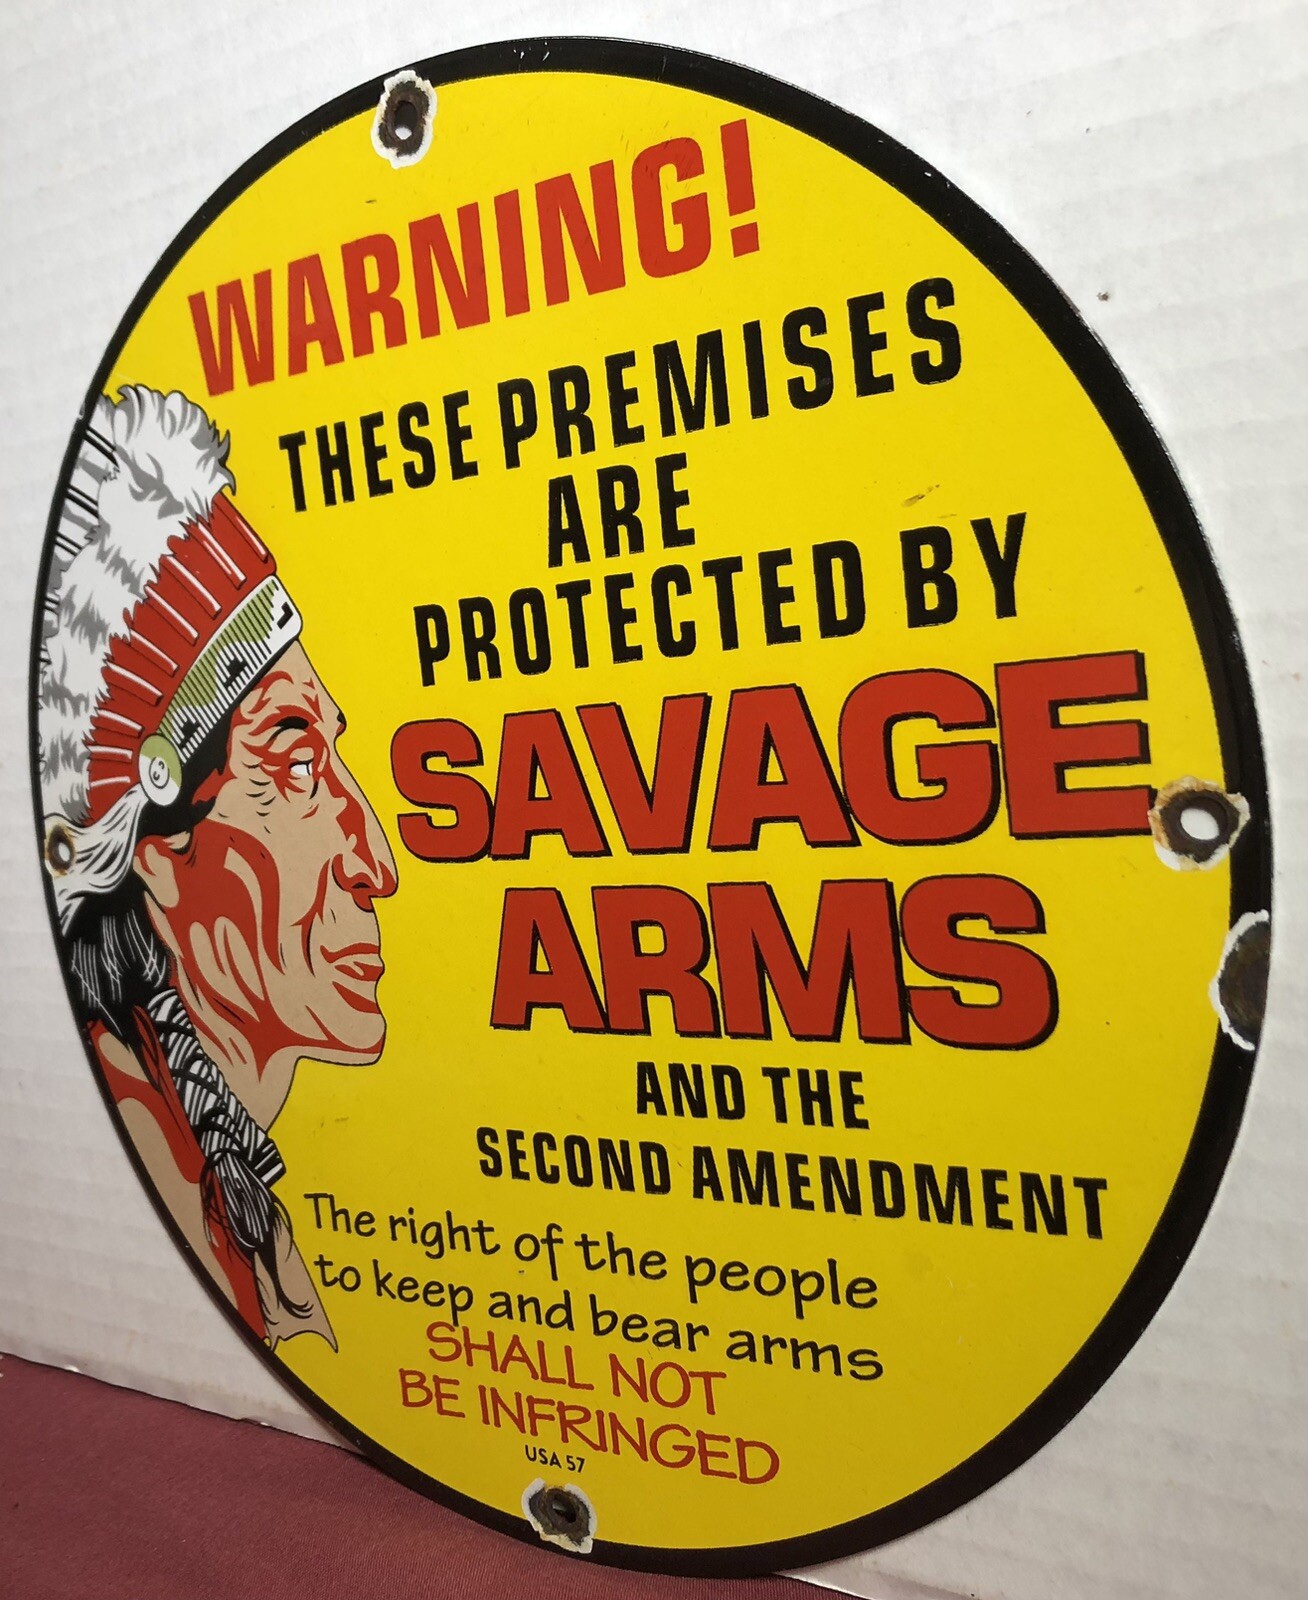 WARNING!
THESE PREMISES
ARE
PROTECTED BY
SAVAGE
ARMS
AND THE
SECOND AMENDMENT
The right of the people
to keep and bear arms
SHALL NOT
BE INFRINGED
USA 57